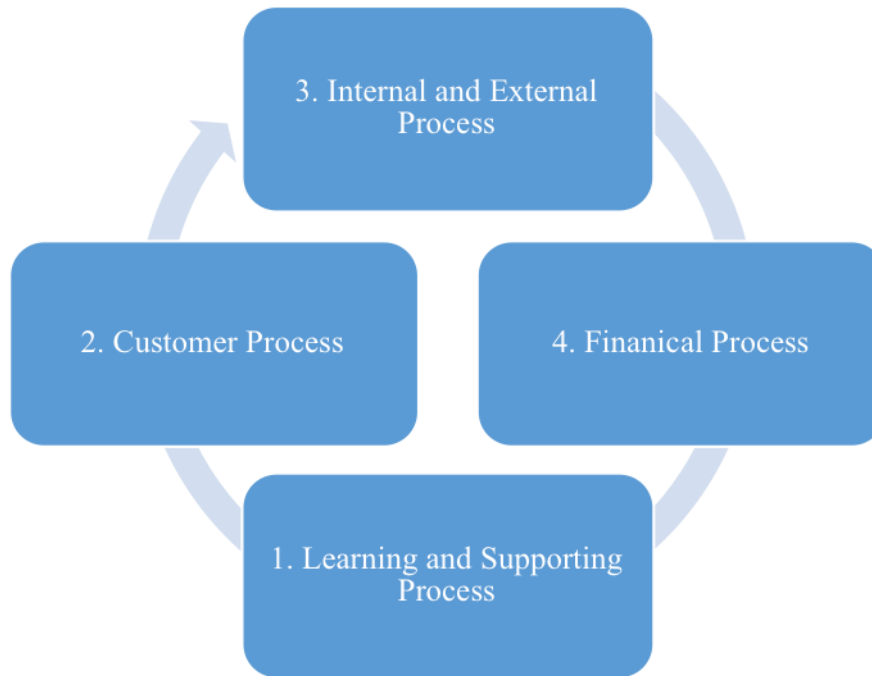 3. Internal and External
Process
2. Customer Process
4. Finanical Process
1. Learning and Supporting
Process